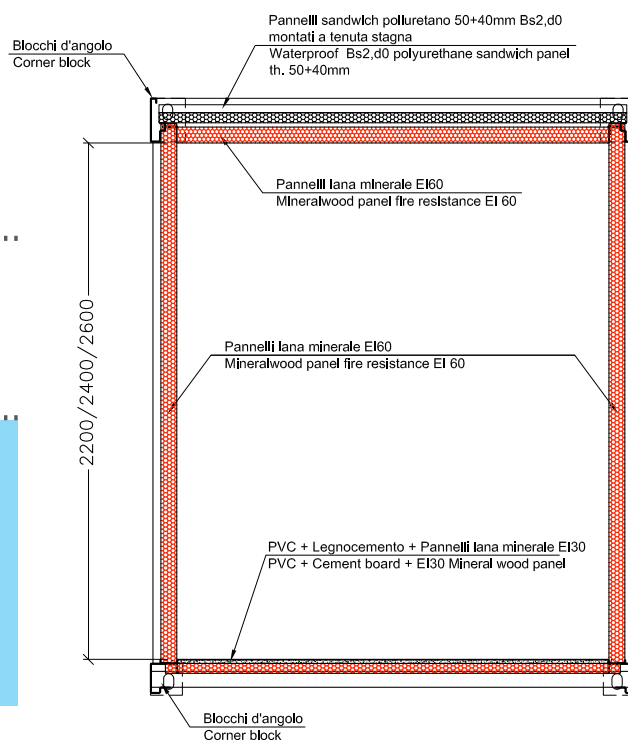 Pannelli sandwich poliuretano 50+40mm Bs2,d0
montati a tenuta stagna
Waterproof Bs2,d0 polyurethane sandwich panel
th. 50+40mm
Blocchi d'angolo
Corner block
Pannelli lana minerale EI60
Mineralwood panel fire resistance EI 60
2200/2400/2600
Pannelli lana minerale EI60
Mineralwood panel fire resistance EI 60
PVC + Legnocemento + Pannelli lana minerale EI30
PVC + Cement board + EI30 Mineral wood panel
Blocchi d'angolo
Corner block